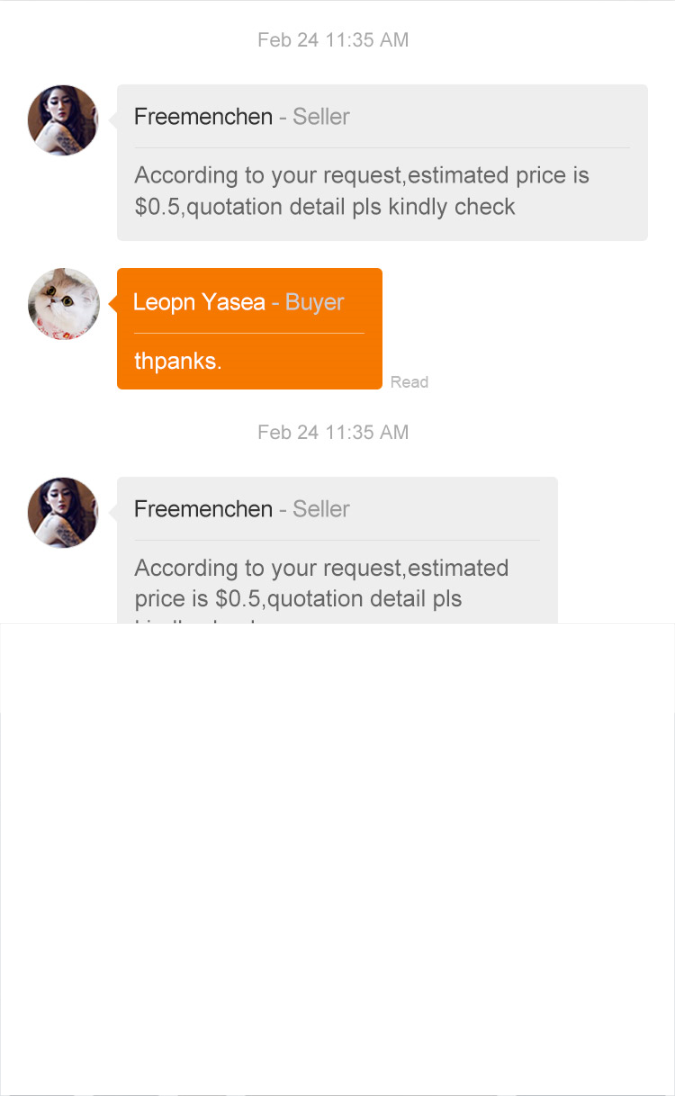 Feb 24 11:35 AM
Freemenchen - Seller
According to your request,estimated price is
$0.5,quotation detail pls kindly check
Leopn Yasea - Buyer
thpanks.
Read
Feb 24 11:35 AM
Freemenchen - Seller
According to your request,estimated
price is $0.5,quotation detail pls